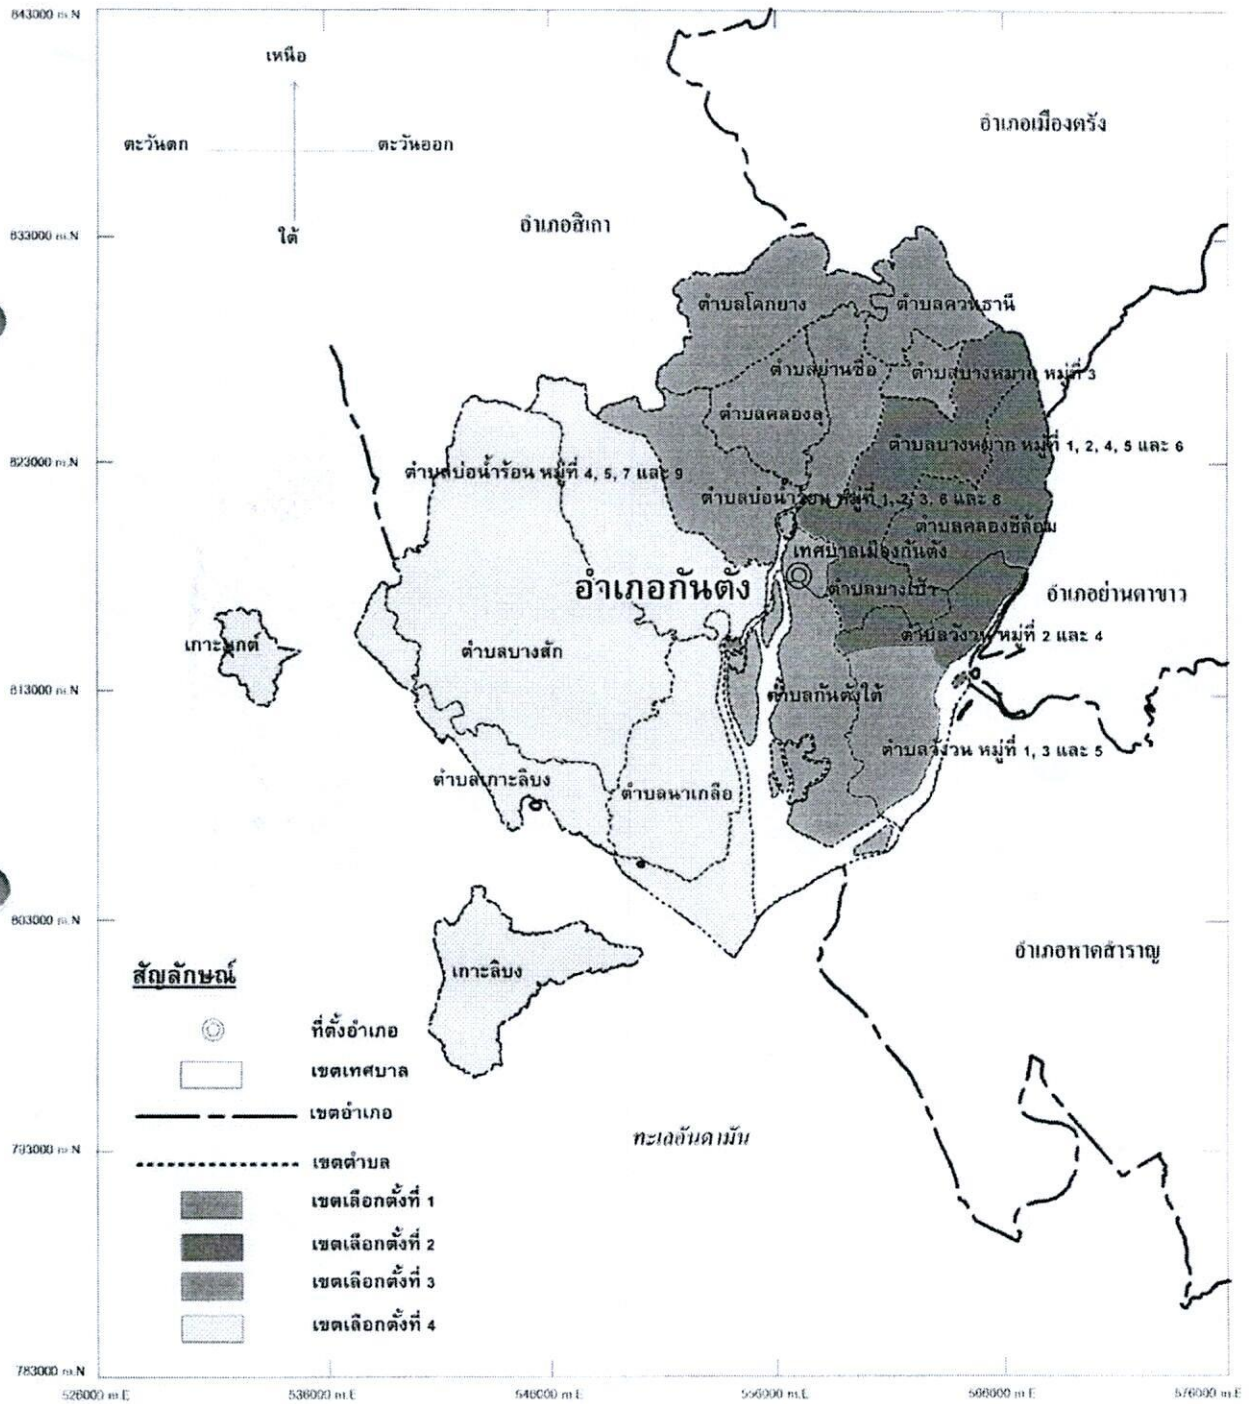 843000 m.N
เหนือ
อำเภอเมืองตรัง
ตะวันตก
ตะวันออก
อำเภอสิเกา
833000 m.N
ใต้
ตำบลโคกยาง
ตำบลควนธานี
ตำบลย่านซื่อ
ตำบลบางหมาก หมู่ที่ 3
ตำบลคลองลุ
ตำบลบางหมาก หมู่ที่ 1, 2, 4, 5 และ 6
823000 m.N
ตำบลบ่อน้ำร้อน หมู่ที่ 4, 5, 7 และ 9
ตำบลบ่อน้ำร้อน หมู่ที่ 1, 2, 3, 6 และ 8
ตำบลคลองชีล้อม
เทศบาลเมืองกันตัง
อำเภอกันตัง
ตำบลบางเป้า
อำเภอย่านตาขาว
ตำบลวังวน หมู่ที่ 2 และ 4
เกาะมุกต์
ตำบลบางสัก
813000 m.N
ตำบลกันตังใต้
ตำบลวังวน หมู่ที่ 1, 3 และ 5
ตำบลเกาะลิบง
ตำบลนาเกลือ
803000 m.N
อำเภอหาดสำราญ
เกาะลิบง
สัญลักษณ์
ที่ตั้งอำเภอ
เขตเทศบาล
เขตอำเภอ
ทะเลอันดามัน
793000 m.N
เขตตำบล
เขตเลือกตั้งที่ 1
เขตเลือกตั้งที่ 2
เขตเลือกตั้งที่ 3
เขตเลือกตั้งที่ 4
783000 m.N
526000 m.E
536000 m.E
546000 m.E
556000 m.E
566000 m.E
576000 m.E